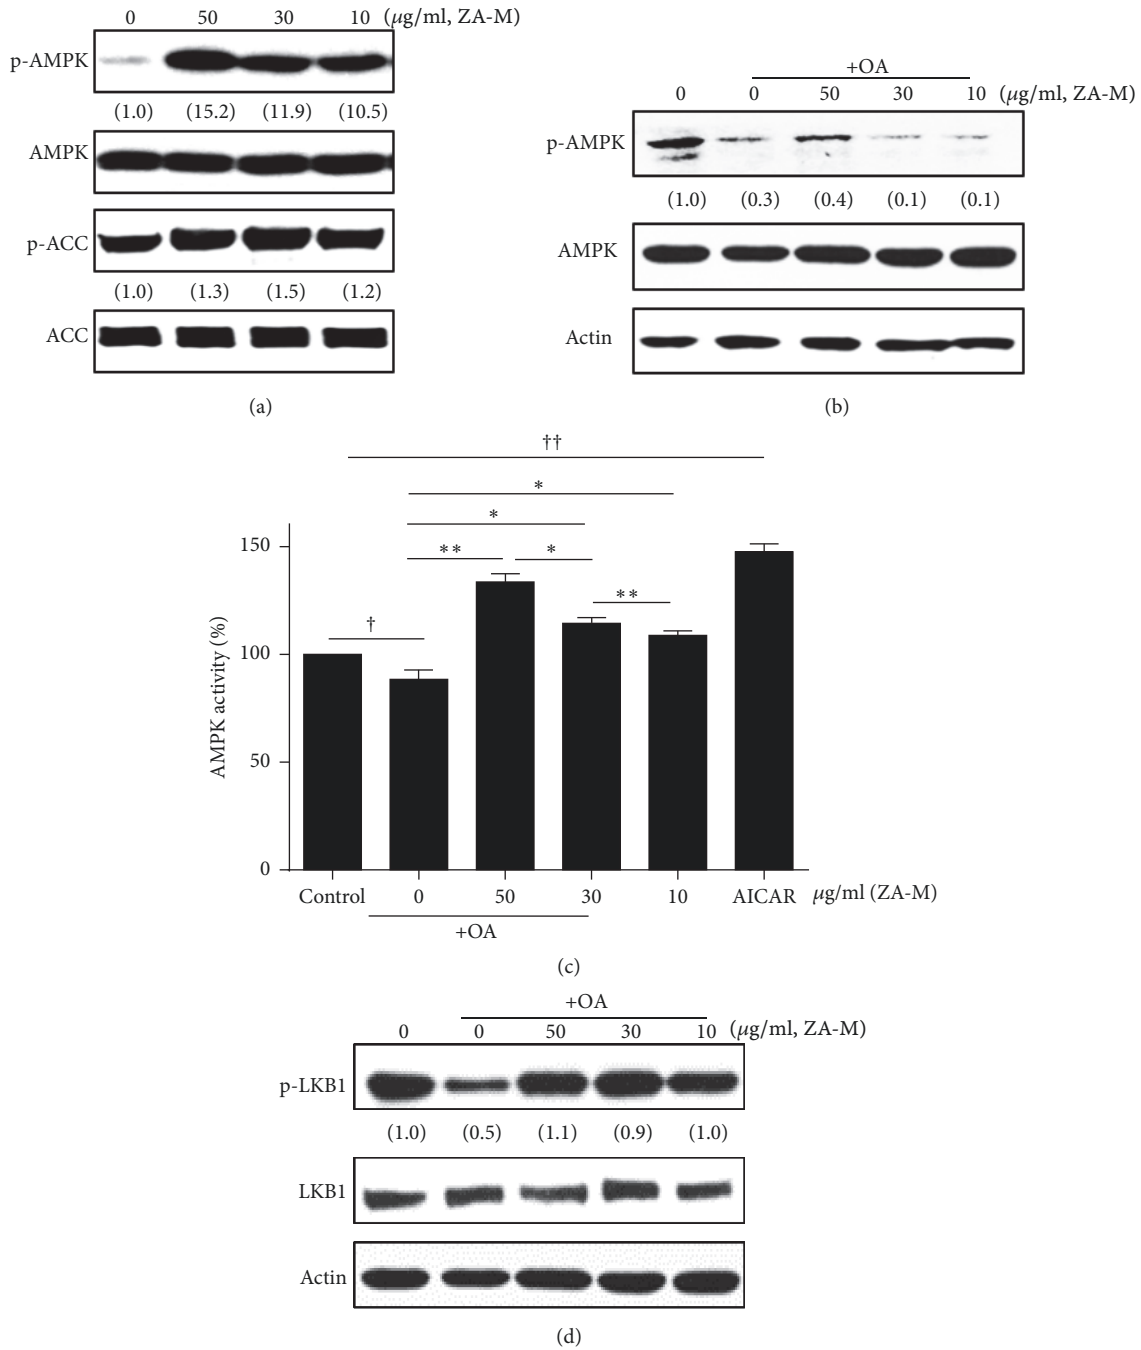 0 50 30 10 (μg/ml, ZA-M)
p-AMPK
(1.0) (15.2) (11.9) (10.5)
AMPK
p-ACC
(1.0) (1.3) (1.5) (1.2)
ACC
(a)
+OA
0 0 50 30 10 (μg/ml, ZA-M)
p-AMPK
(1.0) (0.3) (0.4) (0.1) (0.1)
AMPK
Actin
(b)
††
*
*
** *
**
†
AMPK activity (%)
150
100
50
0
Control 0 50 30 10 AICAR μg/ml (ZA-M)
+OA
(c)
+OA
0 0 50 30 10 (μg/ml, ZA-M)
p-LKB1
(1.0) (0.5) (1.1) (0.9) (1.0)
LKB1
Actin
(d)